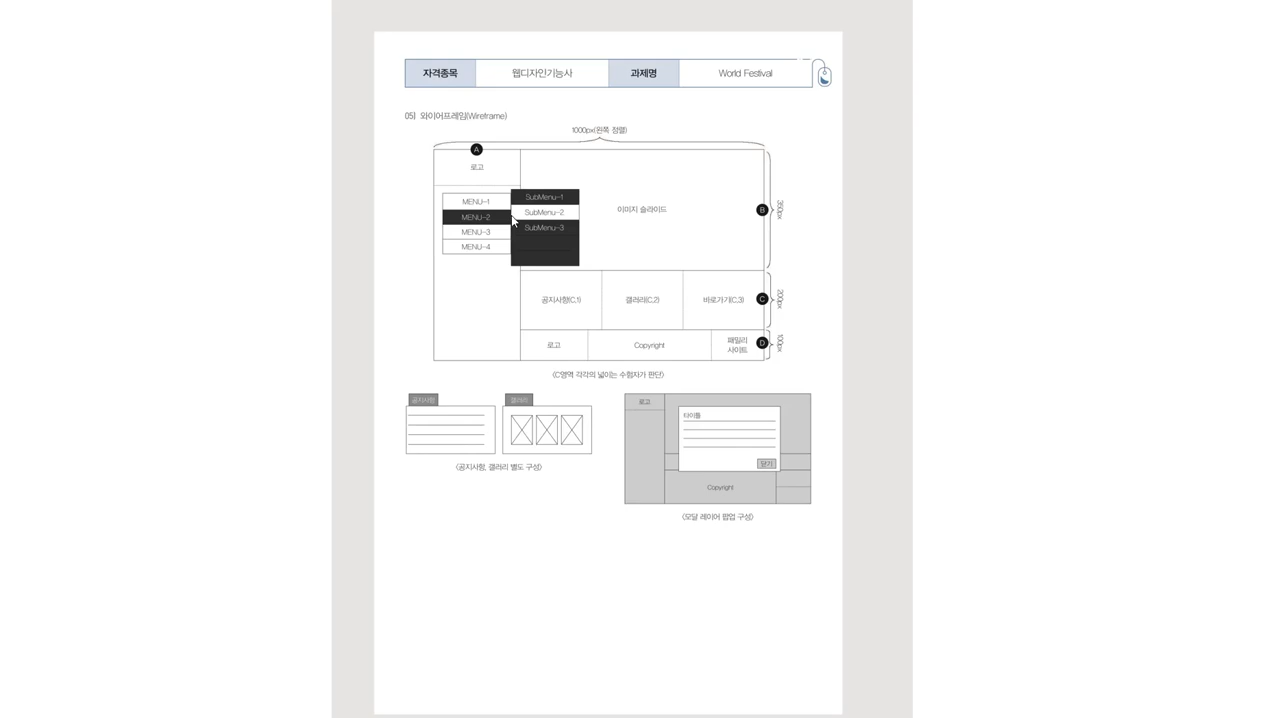 자격종목 웹디자인기능사 과제명 World Festival
05) 와이어프레임(Wireframe)
1000px(왼쪽 정렬)
A
로고
MENU-1
MENU-2
MENU-3
MENU-4
SubMenu-1
SubMenu-2
SubMenu-3
이미지 슬라이드
B
350px
공지사항(C.1) 갤러리(C.2) 바로가기(C.3)
C
200px
로고 Copyright 패밀리
사이트
D
100px
<C영역 각각의 넓이는 수험자가 판단>
공지사항 갤러리
<공지사항, 갤러리 별도 구성>
로고
타이틀
닫기
Copyright
<모달 레이어 팝업 구성>